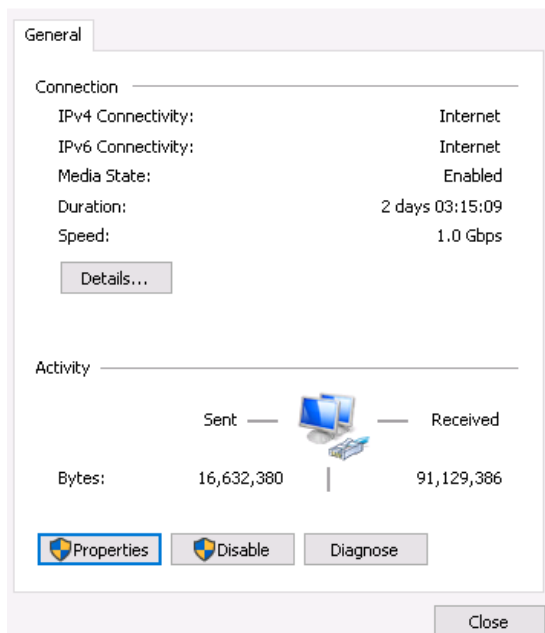 General
Connection
IPv4 Connectivity: Internet
IPv6 Connectivity: Internet
Media State: Enabled
Duration: 2 days 03:15:09
Speed: 1.0 Gbps
Details...
Activity
Sent Received
Bytes: 16,632,380 91,129,386
Properties Disable Diagnose
Close